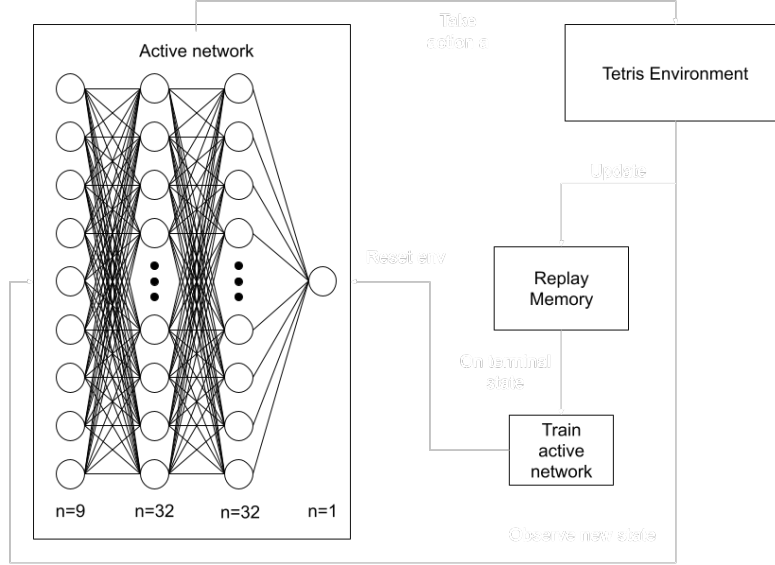 Active network
Take
action a
Tetris Environment
Update
Reset env
Replay
Memory
On terminal
state
Train
active
network
n=9
n=32
n=32
n=1
Observe new state